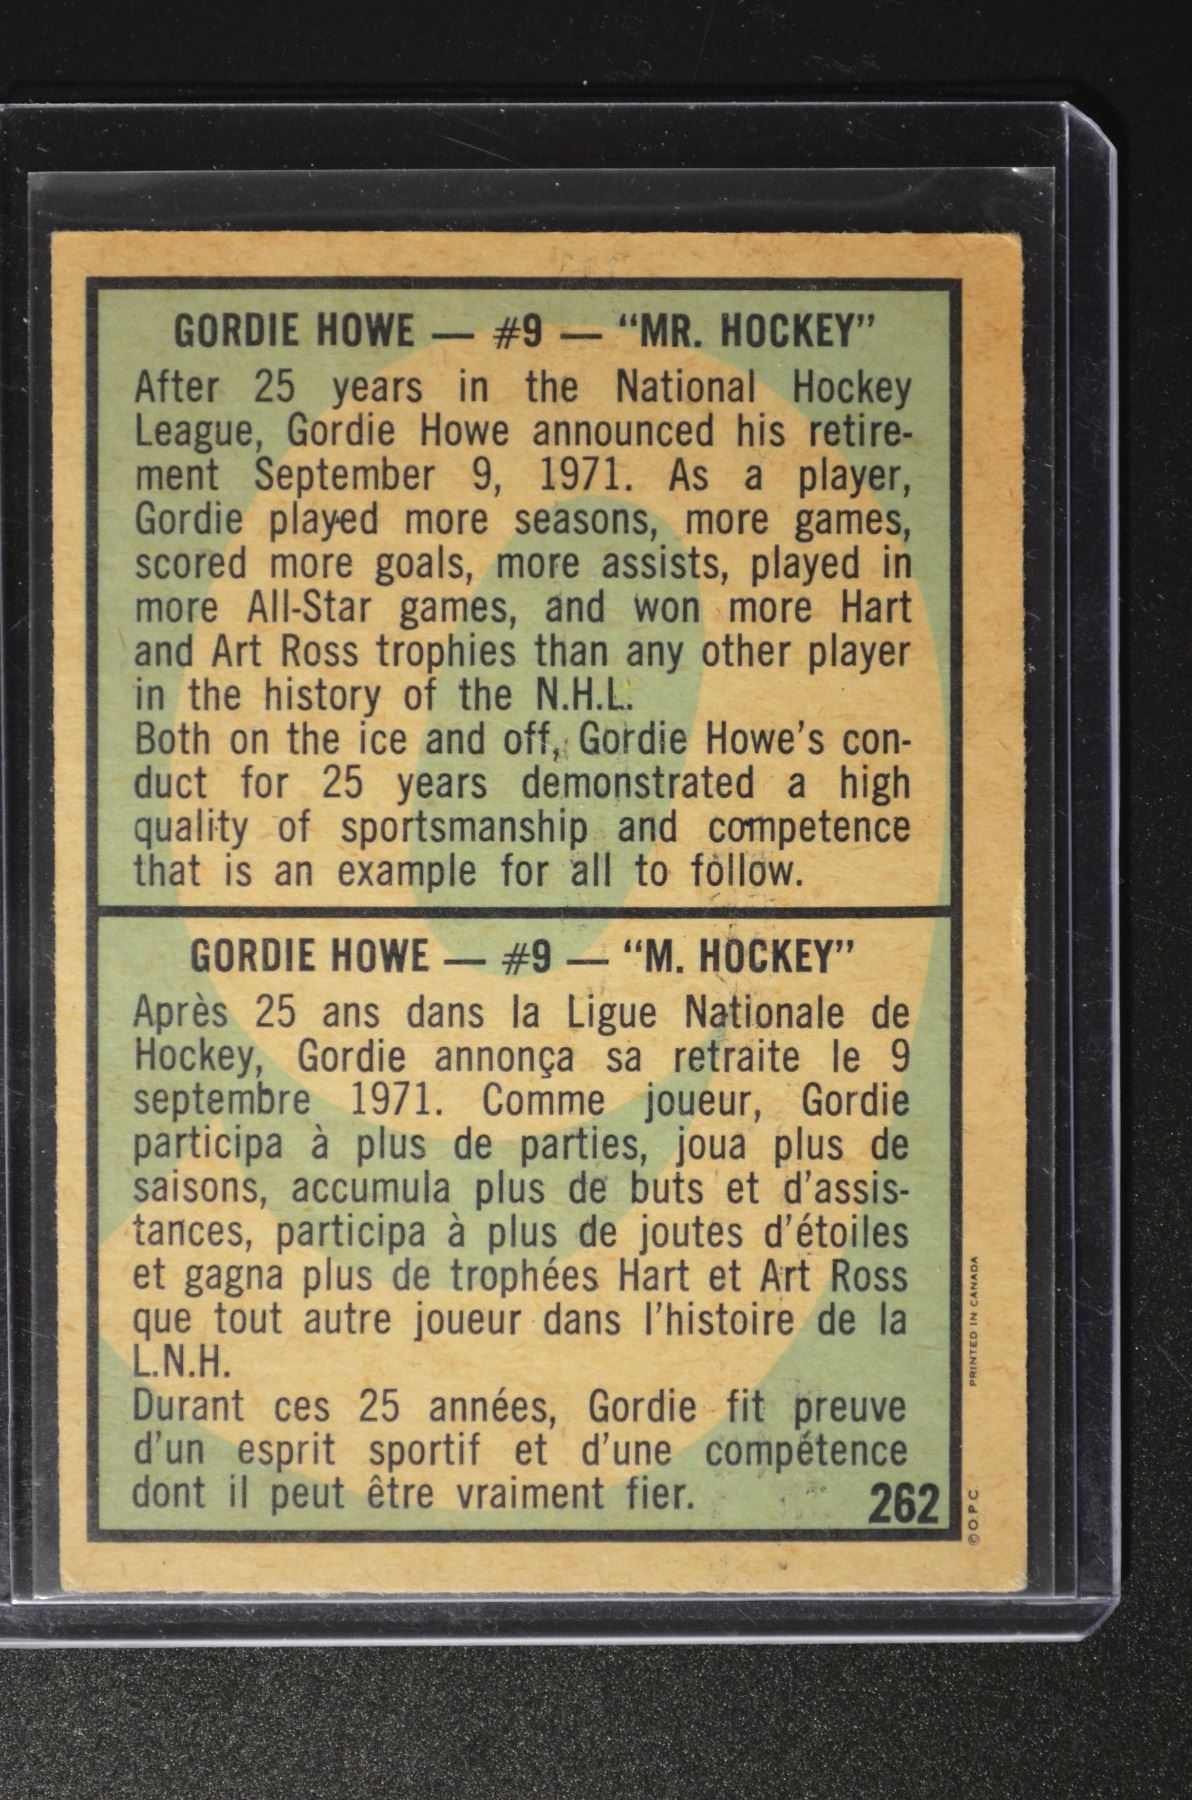 GORDIE HOWE — #9 — “MR. HOCKEY”
After 25 years in the National Hockey
League, Gordie Howe announced his retire-
ment September 9, 1971. As a player,
Gordie played more seasons, more games,
scored more goals, more assists, played in
more All-Star games, and won more Hart
and Art Ross trophies than any other player
in the history of the N.H.L.
Both on the ice and off, Gordie Howe’s con-
duct for 25 years demonstrated a high
quality of sportsmanship and competence
that is an example for all to follow.
GORDIE HOWE — #9 — “M. HOCKEY”
Après 25 ans dans la Ligue Nationale de
Hockey, Gordie annonça sa retraite le 9
septembre 1971. Comme joueur, Gordie
participa à plus de parties, joua plus de
saisons, accumula plus de buts et d’assis-
tances, participa à plus de joutes d’étoiles
et gagna plus de trophées Hart et Art Ross
que tout autre joueur dans l’histoire de la
L.N.H.
Durant ces 25 années, Gordie fit preuve
d’un esprit sportif et d’une compétence
dont il peut être vraiment fier.
262
© O.P.C.
PRINTED IN CANADA